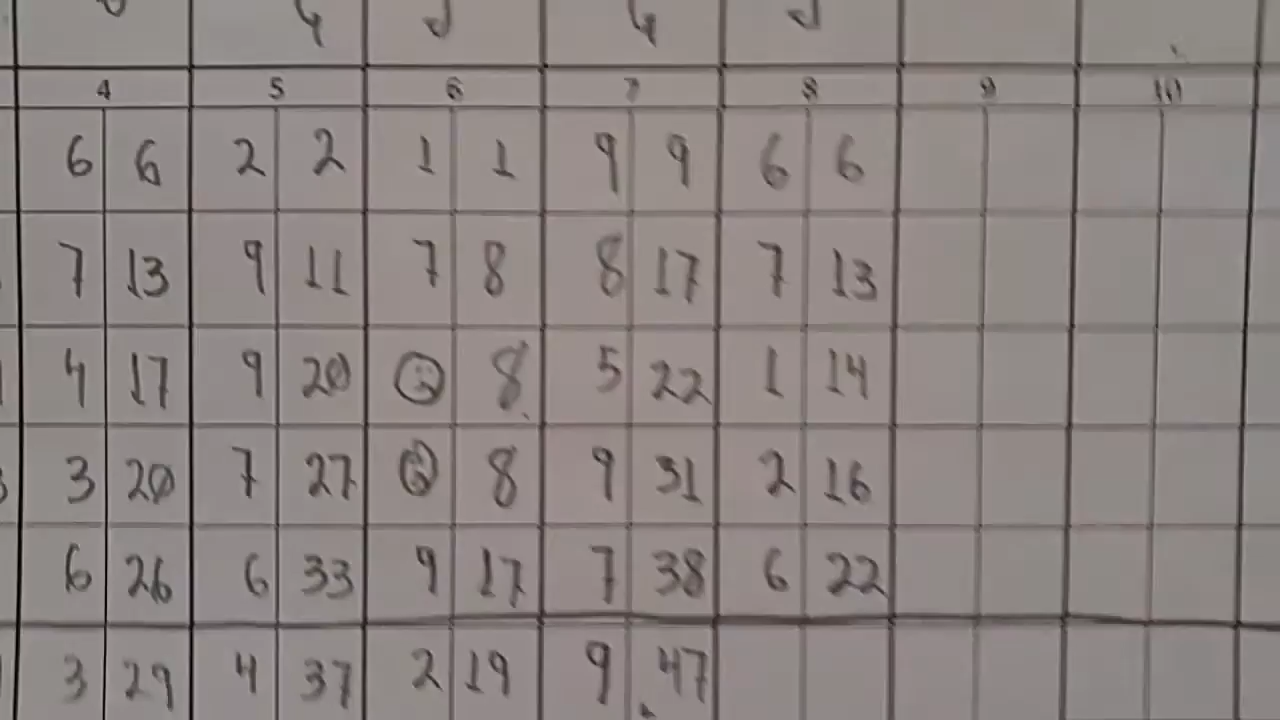 4 5 6 7 8 9 10
6 6 2 2 1 1 9 9 6 6
7 13 9 11 7 8 8 17 7 13
4 17 9 20 8 5 22 1 14
3 20 7 27 8 9 31 2 16
6 26 6 33 9 17 7 38 6 22
3 29 4 37 2 19 9 47